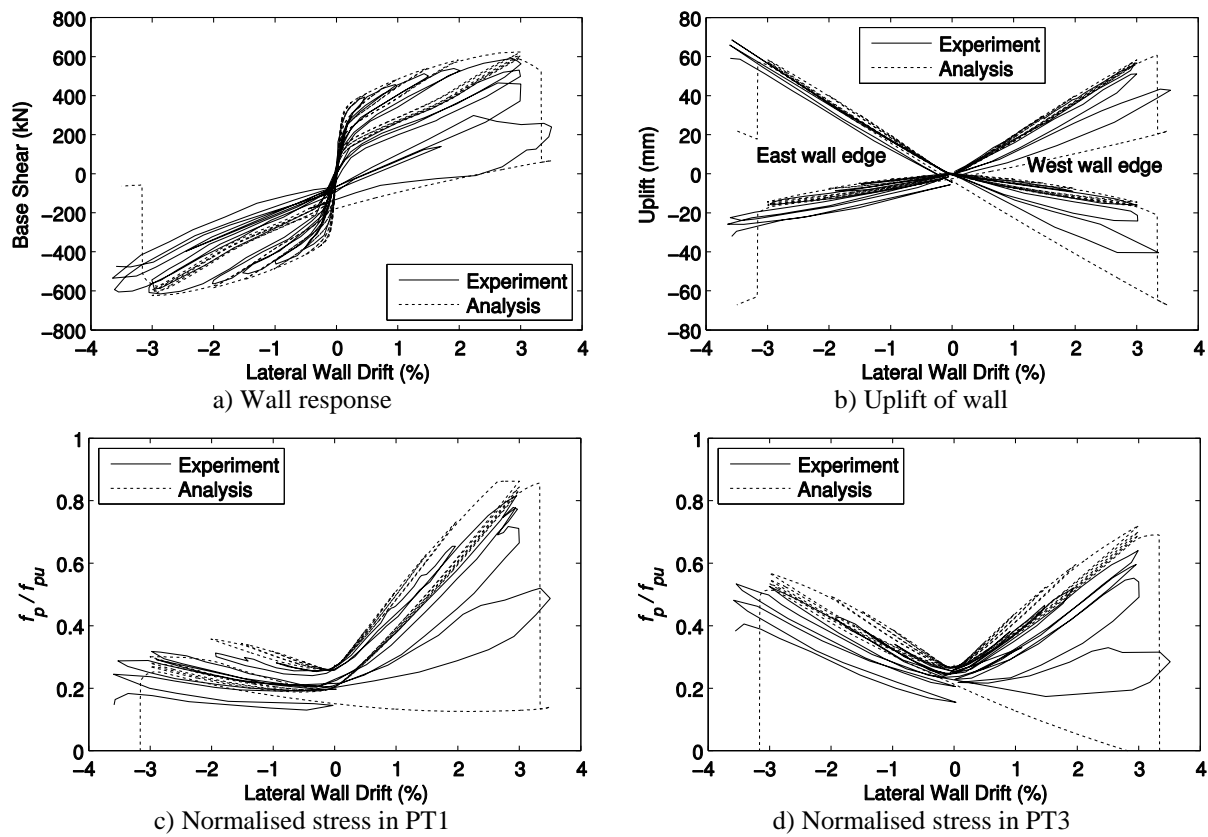 800
600
400
200
0
−200
−400
−600
−800
Base Shear (kN)
Experiment
Analysis
−4 −3 −2 −1 0 1 2 3 4
Lateral Wall Drift (%)
a) Wall response
80
60
40
20
0
−20
−40
−60
80
Uplift (mm)
Experiment
Analysis
East wall edge
West wall edge
−4 −3 −2 −1 0 1 2 3 4
Lateral Wall Drift (%)
b) Uplift of wall
1
0.8
0.6
0.4
0.2
0
f_p / f_pu
Experiment
Analysis
−4 −3 −2 −1 0 1 2 3 4
Lateral Wall Drift (%)
c) Normalised stress in PT1
1
0.8
0.6
0.4
0.2
0
f_p / f_pu
Experiment
Analysis
−4 −3 −2 −1 0 1 2 3 4
Lateral Wall Drift (%)
d) Normalised stress in PT3